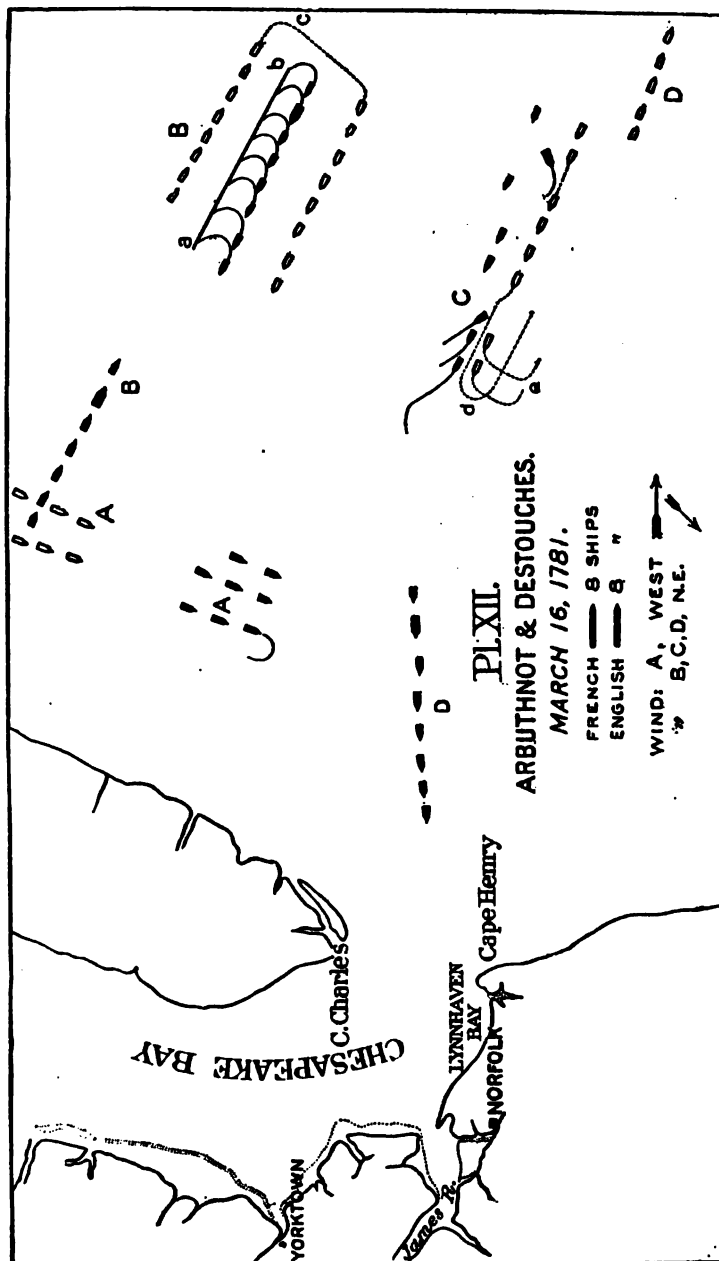 PL XII.
ARBUTHNOT & DESTOUCHES.
MARCH 16, 1781.
FRENCH 8 SHIPS
ENGLISH 8 "
WIND: A, WEST
" B, C, D, N.E.
YORKTOWN
James R.
CHESAPEAKE BAY
C. Charles
LYNNHAVEN
BAY
NORFOLK
Cape Henry
A
A
B
B
a
b
c
C
d
e
D
D